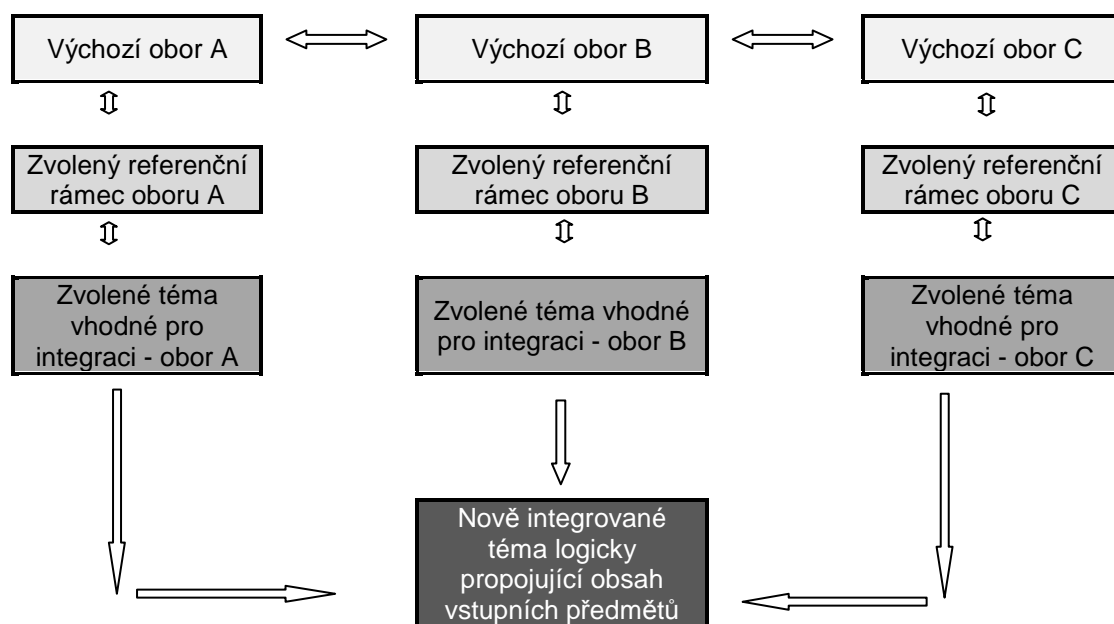 Výchozí obor A
Výchozí obor B
Výchozí obor C
Zvolený referenční
rámec oboru A
Zvolený referenční
rámec oboru B
Zvolený referenční
rámec oboru C
Zvolené téma
vhodné pro
integraci - obor A
Zvolené téma vhodné
pro integraci - obor B
Zvolené téma
vhodné pro
integraci - obor C
Nově integrované
téma logicky
propojující obsah
vstupních předmětů